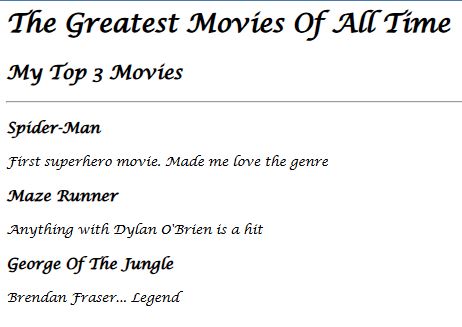 The Greatest Movies Of All Time
My Top 3 Movies
Spider-Man
First superhero movie. Made me love the genre
Maze Runner
Anything with Dylan O'Brien is a hit
George Of The Jungle
Brendan Fraser... Legend